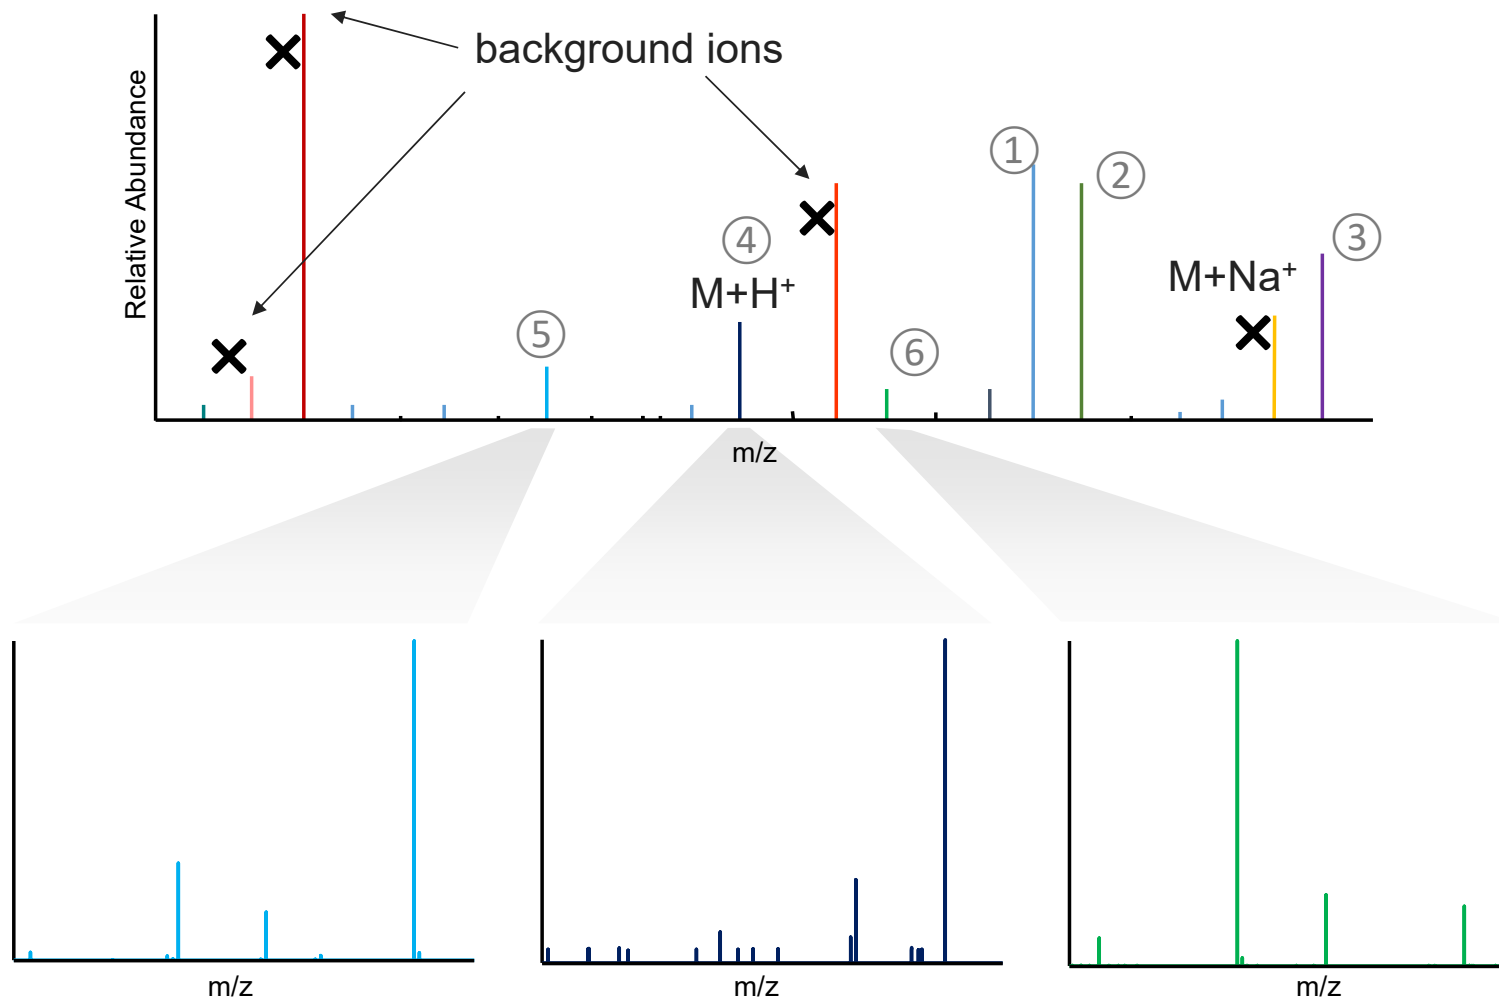 background ions
Relative Abundance
①
②
③
④
M+H⁺
M+Na⁺
⑤
⑥
m/z
m/z
m/z
m/z